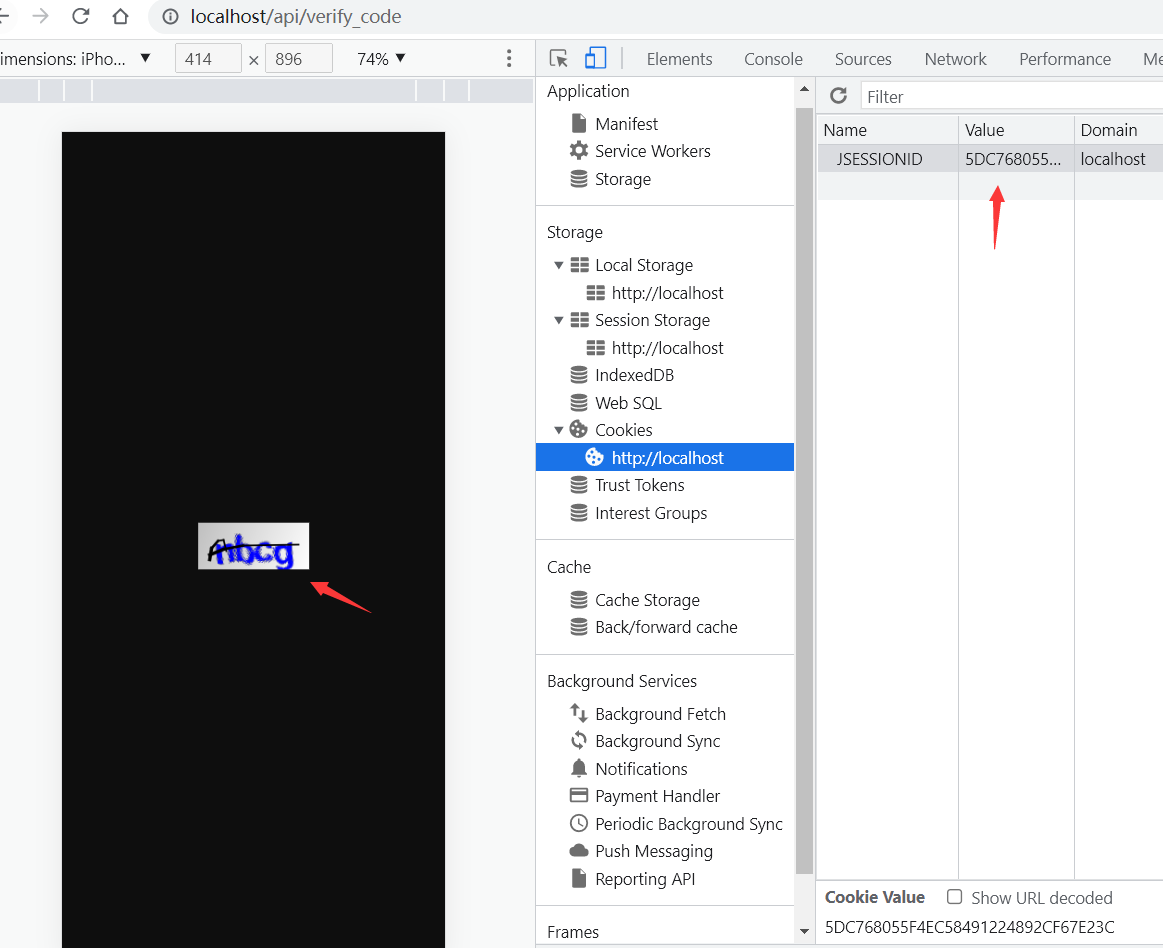 localhost/api/verify_code
imensions: iPho... ▼ 414 × 896 74% ▼
Elements Console Sources Network Performance Me
Application
Manifest
Service Workers
Storage
Storage
Local Storage
http://localhost
Session Storage
http://localhost
IndexedDB
Web SQL
Cookies
http://localhost
Trust Tokens
Interest Groups
Cache
Cache Storage
Back/forward cache
Background Services
Background Fetch
Background Sync
Notifications
Payment Handler
Periodic Background Sync
Push Messaging
Reporting API
Frames
Filter
Name Value Domain
JSESSIONID 5DC768055... localhost
Cookie Value Show URL decoded
5DC768055F4EC58491224892CF67E23C